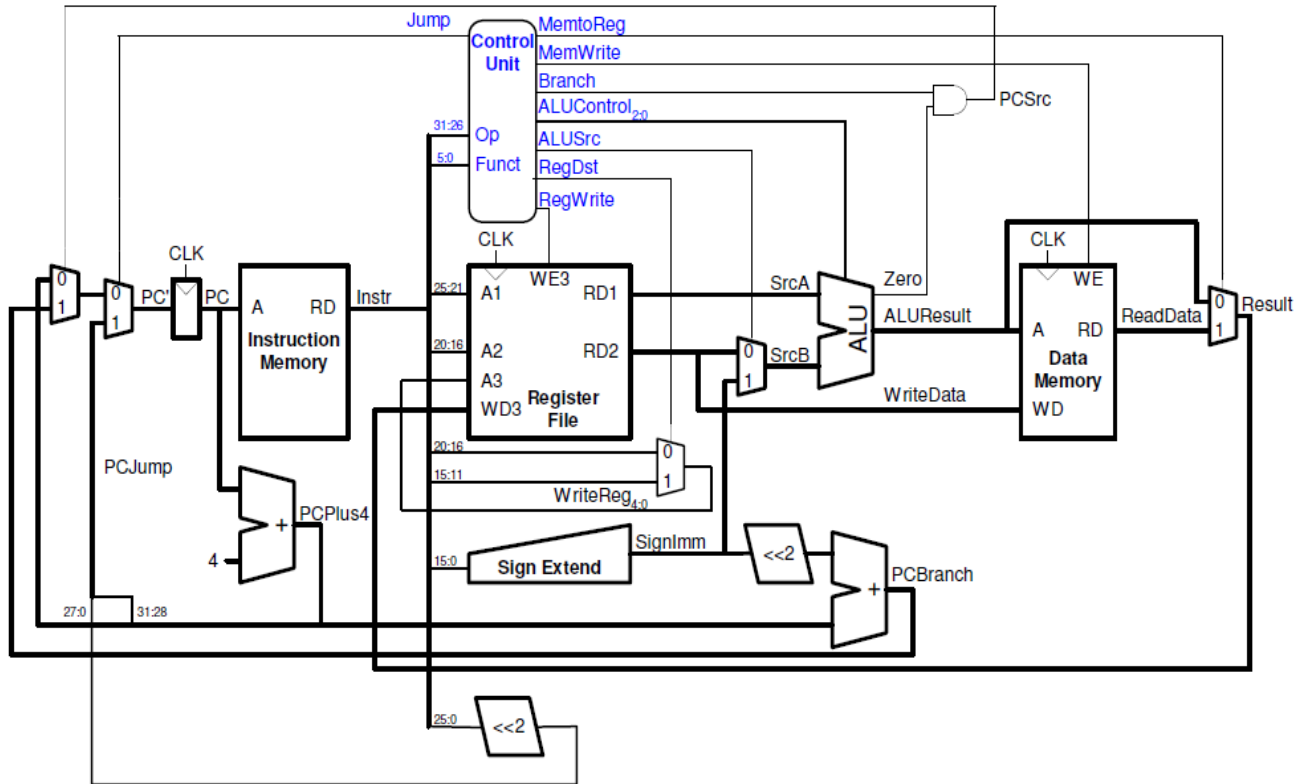 Jump
MemtoReg
Control
Unit
MemWrite
Branch
PCSrc
ALUControl2:0
31:26
Op
ALUSrc
5:0
Funct
RegDst
RegWrite
CLK
CLK
CLK
0
1
0
1
PC'
PC
A
RD
Instruction
Memory
Instr
25:21
A1
WE3
RD1
SrcA
Zero
WE
20:16
A2
RD2
0
1
SrcB
ALU
ALUResult
A
RD
Data
Memory
ReadData
0
1
Result
A3
WD3
Register
File
WriteData
WD
20:16
0
PCJump
15:11
1
WriteReg4:0
PCPlus4
+
4
SignImm
15:0
Sign Extend
<<2
PCBranch
+
27:0
31:28
25:0
<<2